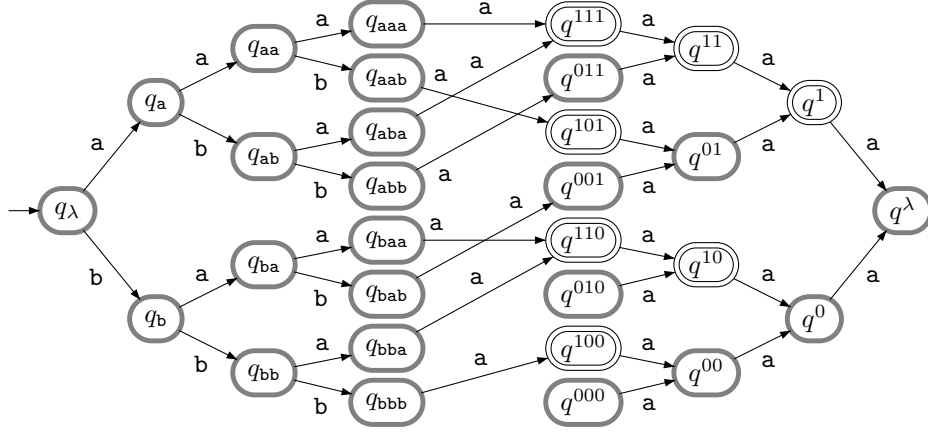 q_aaa a q^111 a
q_aa a q^11
a b q_aab a a q^011 a a
q_a q^1
a b q_ab a q_aba q^101 a q^01 a
b q_abb a q^001 a a
q_λ q^λ
b q_ba a q_baa a a q^110 a q^10
a b q_bab a q^010 a a
q_b q^0 a
b q_bb a q_bba a q^100 a q^00 a
b q_bbb q^000 a